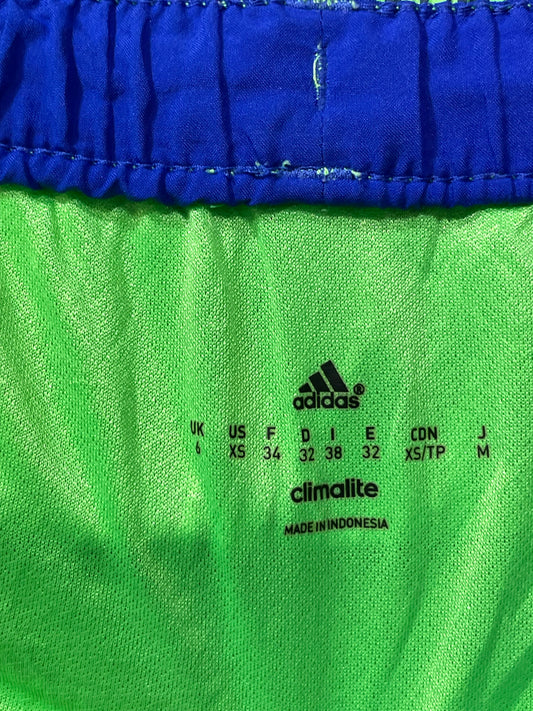 adidas®
UK US F D I E CDN J
6 XS 34 32 38 32 XS/TP M
climalite
MADE IN INDONESIA